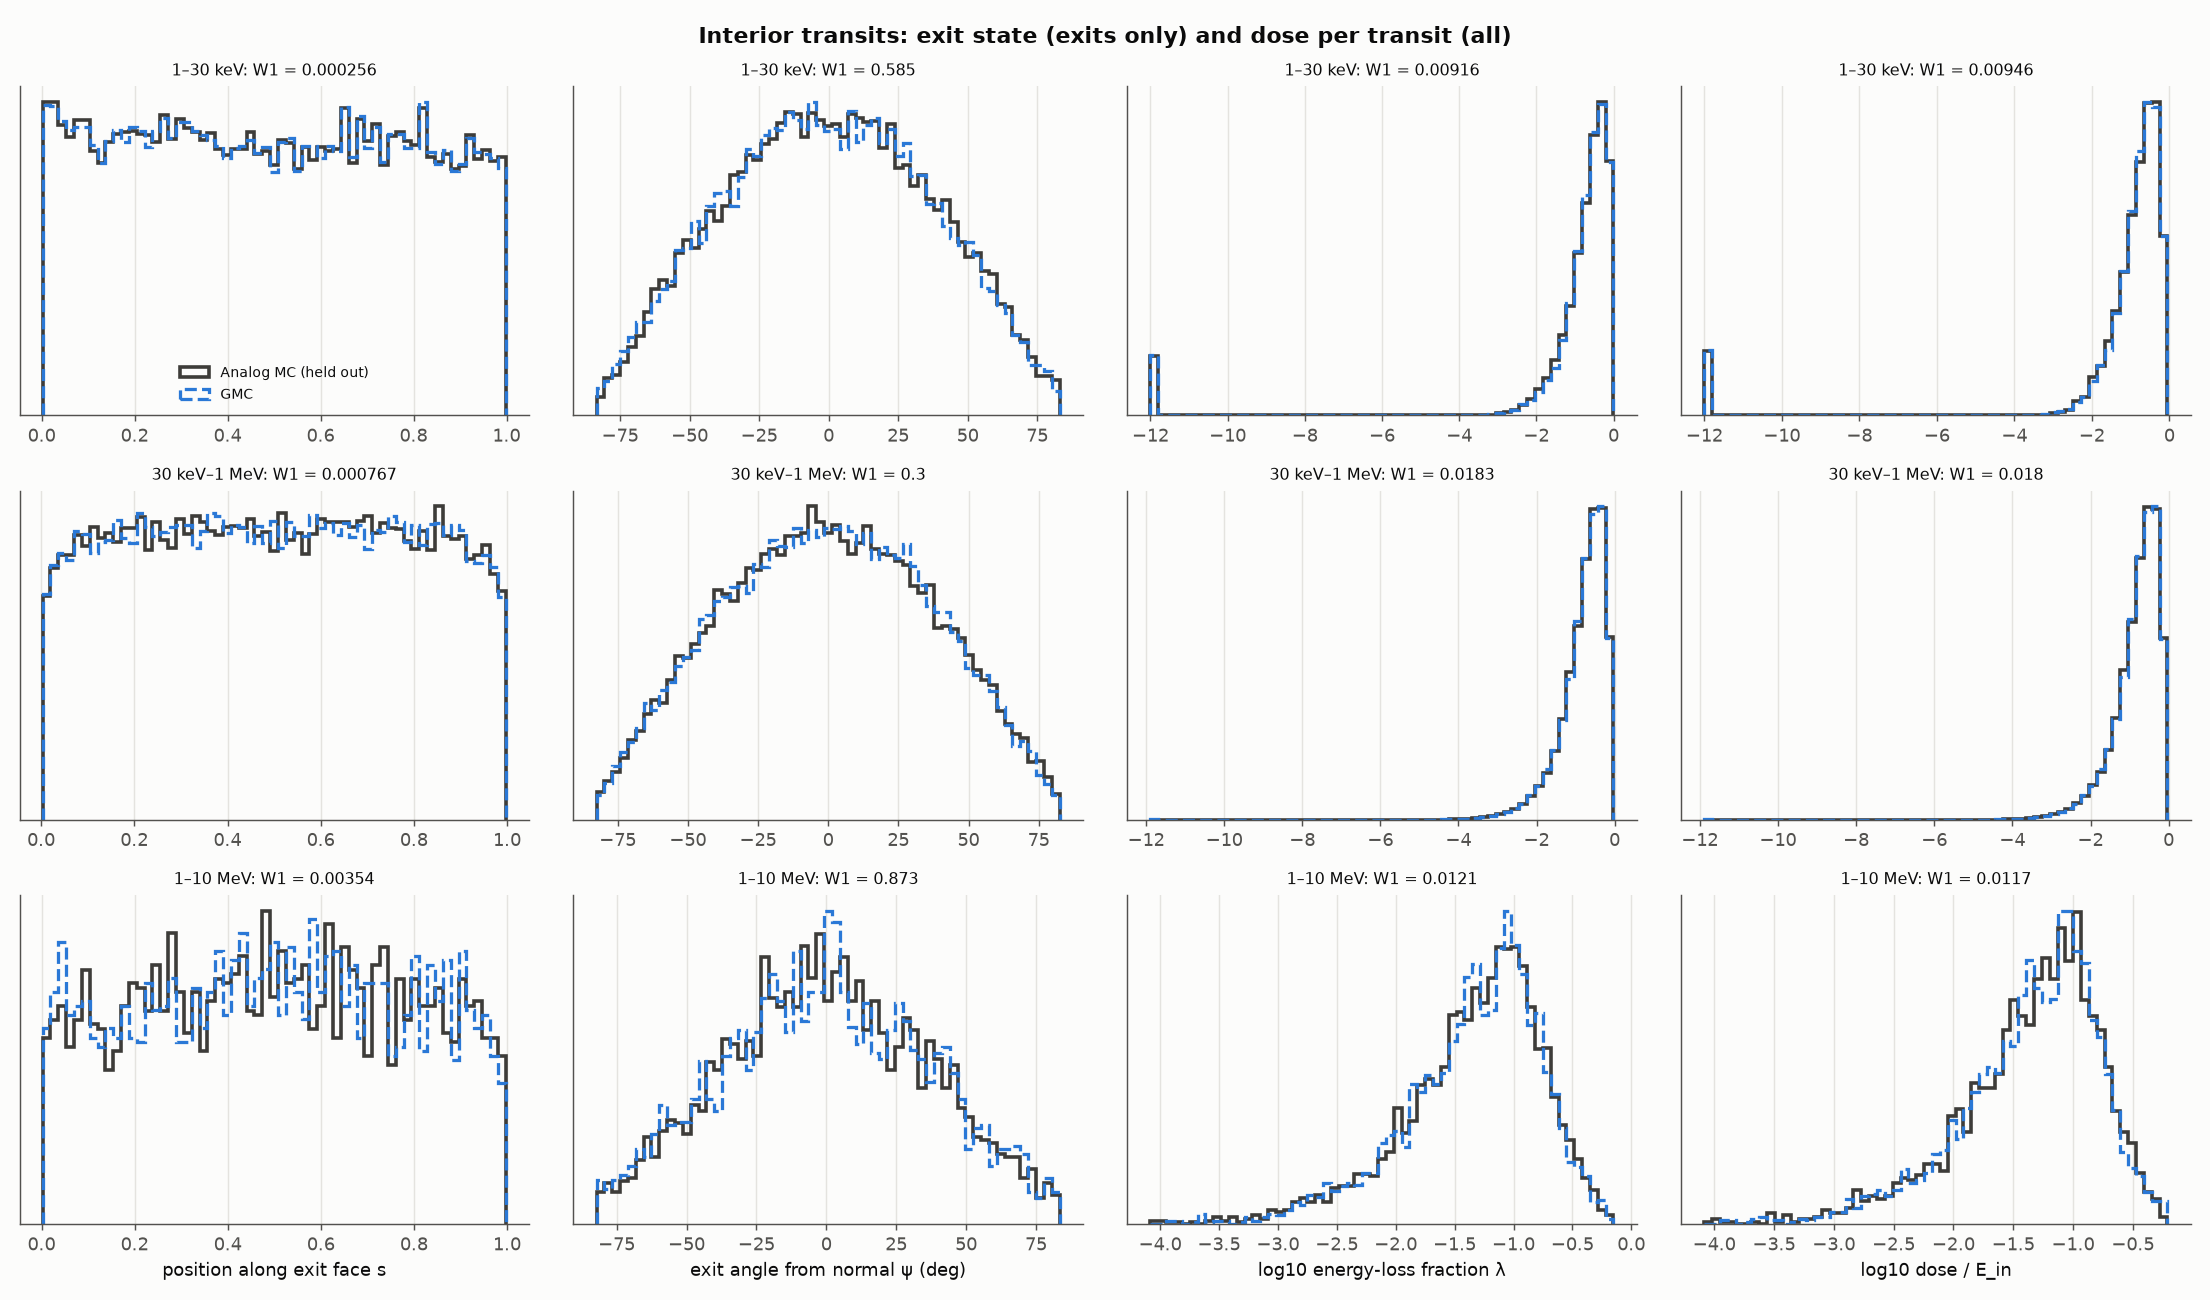 Interior transits: exit state (exits only) and dose per transit (all)
1–30 keV: W1 = 0.000256
1–30 keV: W1 = 0.585
1–30 keV: W1 = 0.00916
1–30 keV: W1 = 0.00946
Analog MC (held out)
GMC
0.0 0.2 0.4 0.6 0.8 1.0
−75 −50 −25 0 25 50 75
−12 −10 −8 −6 −4 −2 0
−12 −10 −8 −6 −4 −2 0
30 keV–1 MeV: W1 = 0.000767
30 keV–1 MeV: W1 = 0.3
30 keV–1 MeV: W1 = 0.0183
30 keV–1 MeV: W1 = 0.018
0.0 0.2 0.4 0.6 0.8 1.0
−75 −50 −25 0 25 50 75
−12 −10 −8 −6 −4 −2 0
−12 −10 −8 −6 −4 −2 0
1–10 MeV: W1 = 0.00354
1–10 MeV: W1 = 0.873
1–10 MeV: W1 = 0.0121
1–10 MeV: W1 = 0.0117
0.0 0.2 0.4 0.6 0.8 1.0
−75 −50 −25 0 25 50 75
−4.0 −3.5 −3.0 −2.5 −2.0 −1.5 −1.0 −0.5 0.0
−4.0 −3.5 −3.0 −2.5 −2.0 −1.5 −1.0 −0.5
position along exit face s
exit angle from normal ψ (deg)
log10 energy-loss fraction λ
log10 dose / E_in